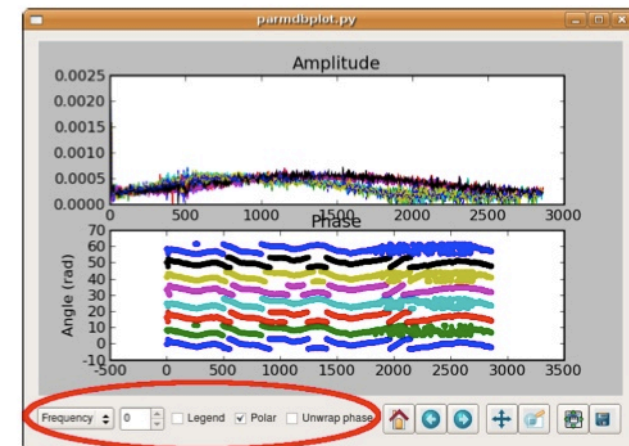 parmdbplot.py
Amplitude
0.0025
0.0020
0.0015
0.0010
0.0005
0.0000
0 500 1000 1500 2000 2500 3000
Phase
Angle (rad)
70
60
50
40
30
20
10
0
-10
-500 0 500 1000 1500 2000 2500 3000 3500
Frequency 0 Legend Polar Unwrap phase